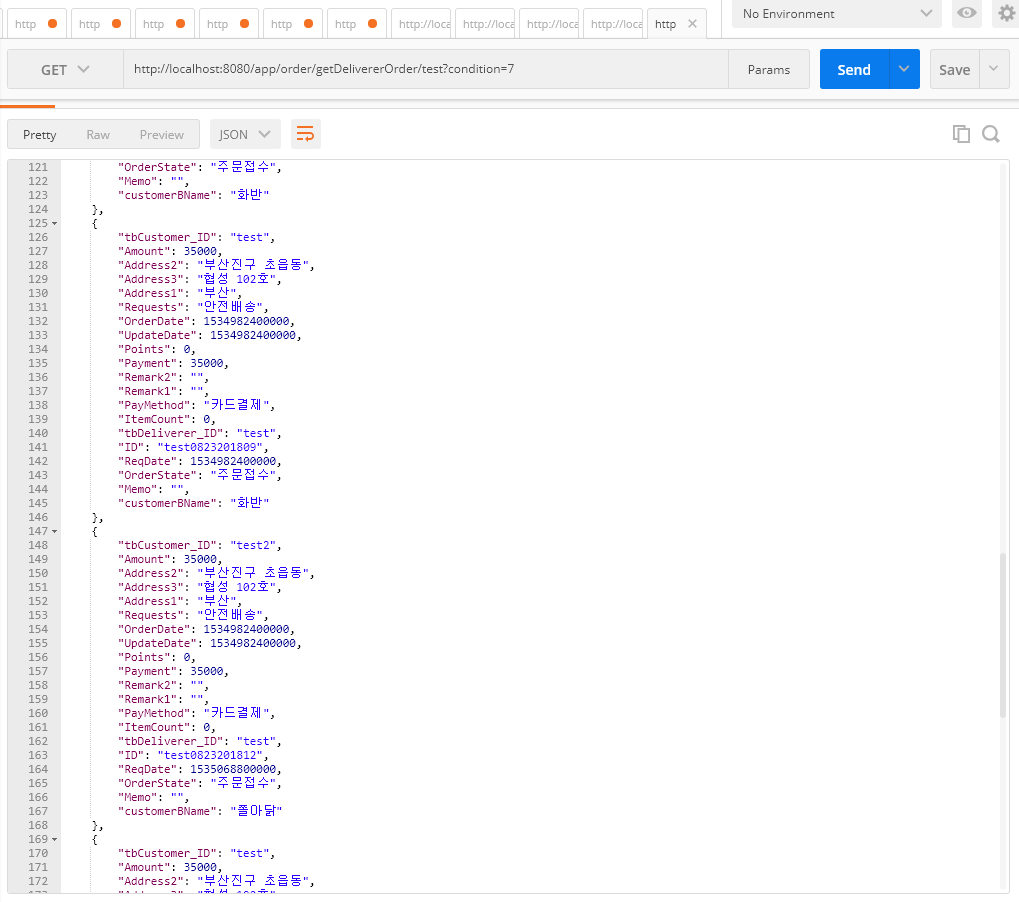 http http http http http http http://loca http://loca http://loca http://loca http ✕ No Environment
GET http://localhost:8080/app/order/getDelivererOrder/test?condition=7 Params Send Save
Pretty Raw Preview JSON
121 "OrderState": "주문접수",
122 "Memo": "",
123 "customerBName": "화반"
124 },
125 {
126 "tbCustomer_ID": "test",
127 "Amount": 35000,
128 "Address2": "부산진구 초읍동",
129 "Address3": "협성 102호",
130 "Address1": "부산",
131 "Requests": "안전배송",
132 "OrderDate": 1534982400000,
133 "UpdateDate": 1534982400000,
134 "Points": 0,
135 "Payment": 35000,
136 "Remark2": "",
137 "Remark1": "",
138 "PayMethod": "카드결제",
139 "ItemCount": 0,
140 "tbDeliverer_ID": "test",
141 "ID": "test0823201809",
142 "ReqDate": 1534982400000,
143 "OrderState": "주문접수",
144 "Memo": "",
145 "customerBName": "화반"
146 },
147 {
148 "tbCustomer_ID": "test2",
149 "Amount": 35000,
150 "Address2": "부산진구 초읍동",
151 "Address3": "협성 102호",
152 "Address1": "부산",
153 "Requests": "안전배송",
154 "OrderDate": 1534982400000,
155 "UpdateDate": 1534982400000,
156 "Points": 0,
157 "Payment": 35000,
158 "Remark2": "",
159 "Remark1": "",
160 "PayMethod": "카드결제",
161 "ItemCount": 0,
162 "tbDeliverer_ID": "test",
163 "ID": "test0823201812",
164 "ReqDate": 1535068800000,
165 "OrderState": "주문접수",
166 "Memo": "",
167 "customerBName": "쫄아닭"
168 },
169 {
170 "tbCustomer_ID": "test",
171 "Amount": 35000,
172 "Address2": "부산진구 초읍동",